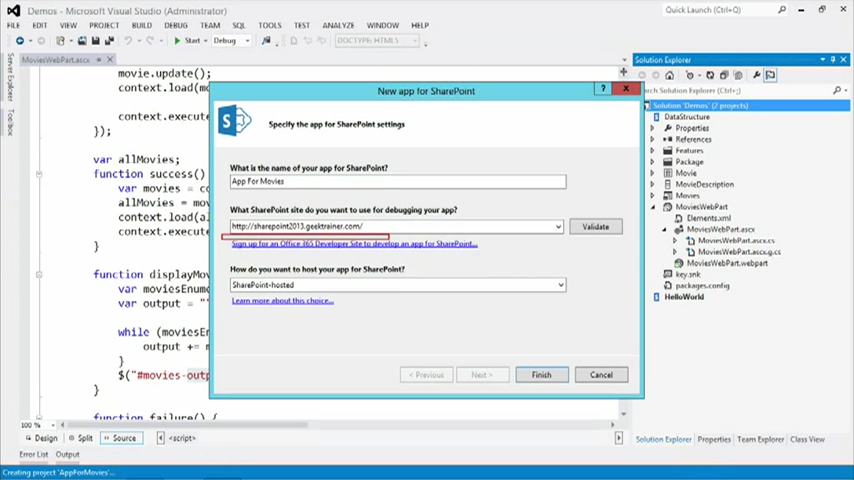 Demos - Microsoft Visual Studio (Administrator)
Quick Launch (Ctrl+;)
FILE EDIT VIEW PROJECT BUILD DEBUG TEAM SQL TOOLS TEST ANALYZE WINDOW HELP
Start Debug DOCTYPE: HTML5
MoviesWebPart.ascx
Server Explorer
Toolbox
movie.update();
context.load(mo
context.execute
});
var allMovies;
function success()
var movies = co
allMovies = mov
context.load(al
context.execute
}
function displayMov
var moviesEnume
var output = ""
while (moviesEn
output += m
}
$("#movies-outp
}
function failure() {
100 %
Design Split Source <script>
Error List Output
Creating project 'AppForMovies'...
New app for SharePoint
?
Specify the app for SharePoint settings
What is the name of your app for SharePoint?
App For Movies
What SharePoint site do you want to use for debugging your app?
http://sharepoint2013.geektrainer.com/
Validate
Sign up for an Office 365 Developer Site to develop an app for SharePoint...
How do you want to host your app for SharePoint?
SharePoint-hosted
Learn more about this choice...
< Previous Next > Finish Cancel
Solution Explorer
Search Solution Explorer (Ctrl+;)
Solution 'Demos' (2 projects)
DataStructure
Properties
References
Features
Package
Movie
MovieDescription
Movies
MoviesWebPart
Elements.xml
MoviesWebPart.ascx
MoviesWebPart.ascx.cs
MoviesWebPart.ascx.g.cs
MoviesWebPart.webpart
key.snk
packages.config
HelloWorld
Solution Explorer Properties Team Explorer Class View